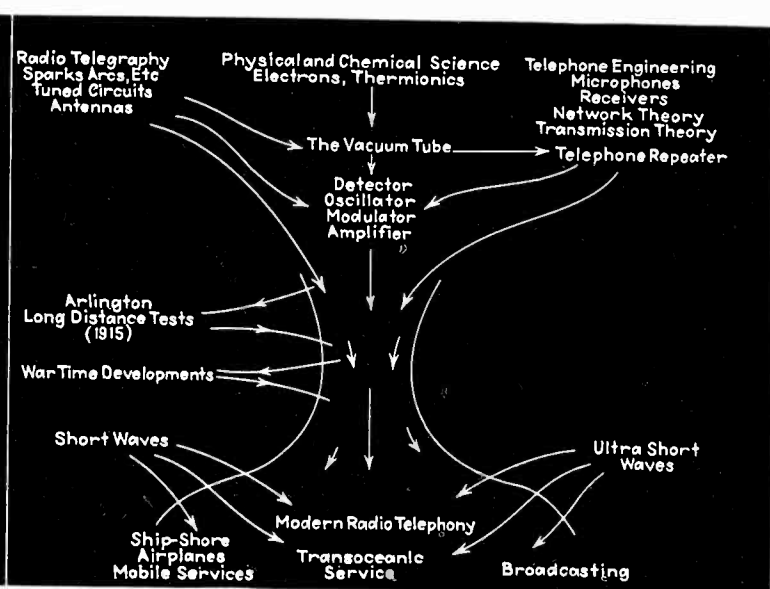 Radio Telegraphy
Sparks Arcs, Etc
Tuned Circuits
Antennas
Physical and Chemical Science
Electrons, Thermionics
Telephone Engineering
Microphones
Receivers
Network Theory
Transmission Theory
Telephone Repeater
The Vacuum Tube
Detector
Oscillator
Modulator
Amplifier
Arlington
Long Distance Tests
(1915)
War Time Developments
Short Waves
Ultra Short
Waves
Modern Radio Telephony
Ship-Shore
Airplanes
Mobile Services
Transoceanic
Service
Broadcasting